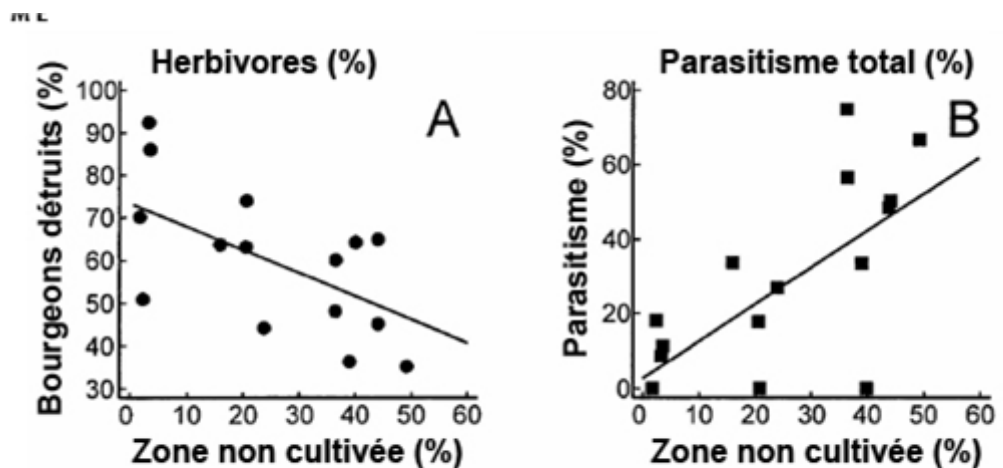 Herbivores (%)
Bourgeons détruits (%)
100
90
80
70
60
50
40
30
A
0 10 20 30 40 50 60
Zone non cultivée (%)
Parasitisme total (%)
Parasitisme (%)
80
60
40
20
0
B
0 10 20 30 40 50 60
Zone non cultivée (%)